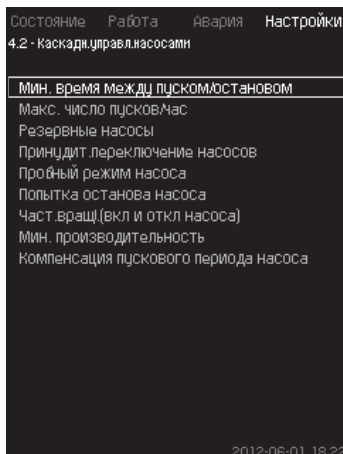 Состояние Работа Авария Настройки
4.2 - Каскадн.управл.насосами
Мин. время между пуском/остановом
Макс. число пусков/час
Резервные насосы
Принудит.переключение насосов
Пробный режим насоса
Попытка останова насоса
Част.вращ.(вкл и откл насоса)
Мин. производительность
Компенсация пускового периода насоса
2012-06-01 18:22